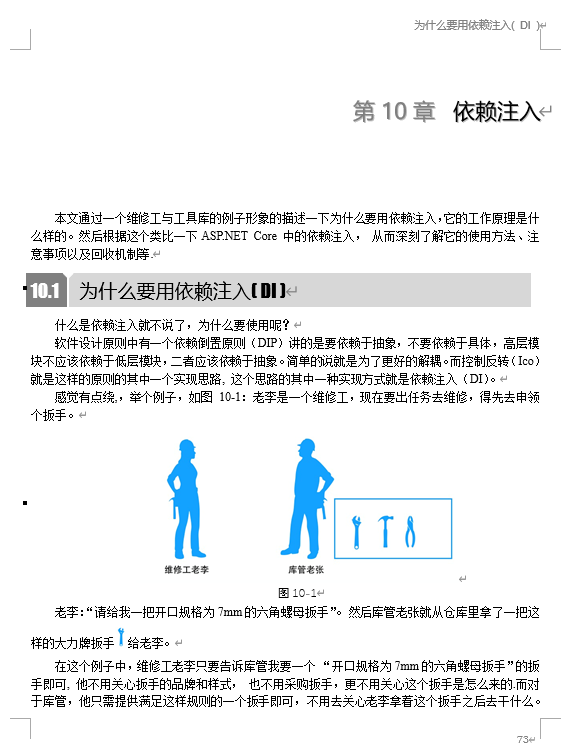 为什么要用依赖注入( DI )
第 10 章 依赖注入
本文通过一个维修工与工具库的例子形象的描述一下为什么要用依赖注入,它的工作原理是什
么样的。然后根据这个类比一下 ASP.NET Core 中的依赖注入， 从而深刻了解它的使用方法、注
意事项以及回收机制等.
10.1 为什么要用依赖注入( DI )
什么是依赖注入就不说了，为什么要使用呢？
软件设计原则中有一个依赖倒置原则（DIP）讲的是要依赖于抽象，不要依赖于具体，高层模
块不应该依赖于低层模块，二者应该依赖于抽象。简单的说就是为了更好的解耦。而控制反转（Ico）
就是这样的原则的其中一个实现思路, 这个思路的其中一种实现方式就是依赖注入（DI）。
感觉有点绕,，举个例子，如图 10-1：老李是一个维修工，现在要出任务去维修，得先去申领
个扳手。
维修工老李
库管老张
图 10-1
老李：“请给我一把开口规格为 7mm 的六角螺母扳手”。然后库管老张就从仓库里拿了一把这
样的大力牌扳手 给老李。
在这个例子中，维修工老李只要告诉库管我要一个 “开口规格为 7mm 的六角螺母扳手”的扳
手即可, 他不用关心扳手的品牌和样式， 也不用采购扳手，更不用关心这个扳手是怎么来的.而对
于库管，他只需提供满足这样规则的一个扳手即可，不用去关心老李拿着这个扳手之后去干什么。
73